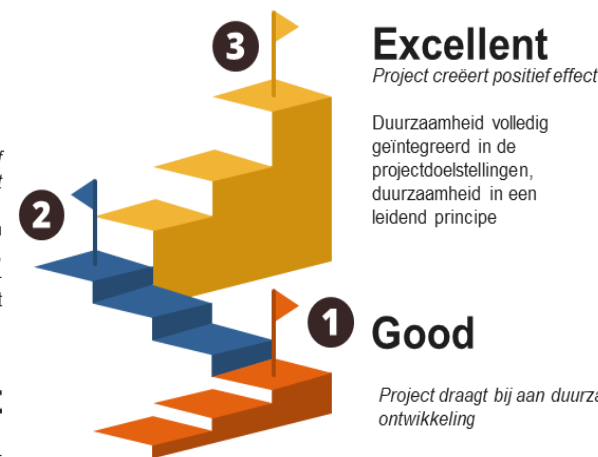 3
Excellent
Project creëert positief effect
Duurzaamheid volledig
geïntegreerd in de
projectdoelstellingen,
duurzaamheid in een
leidend principe
2
1
Good
Project draagt bij aan
ontwikkeling